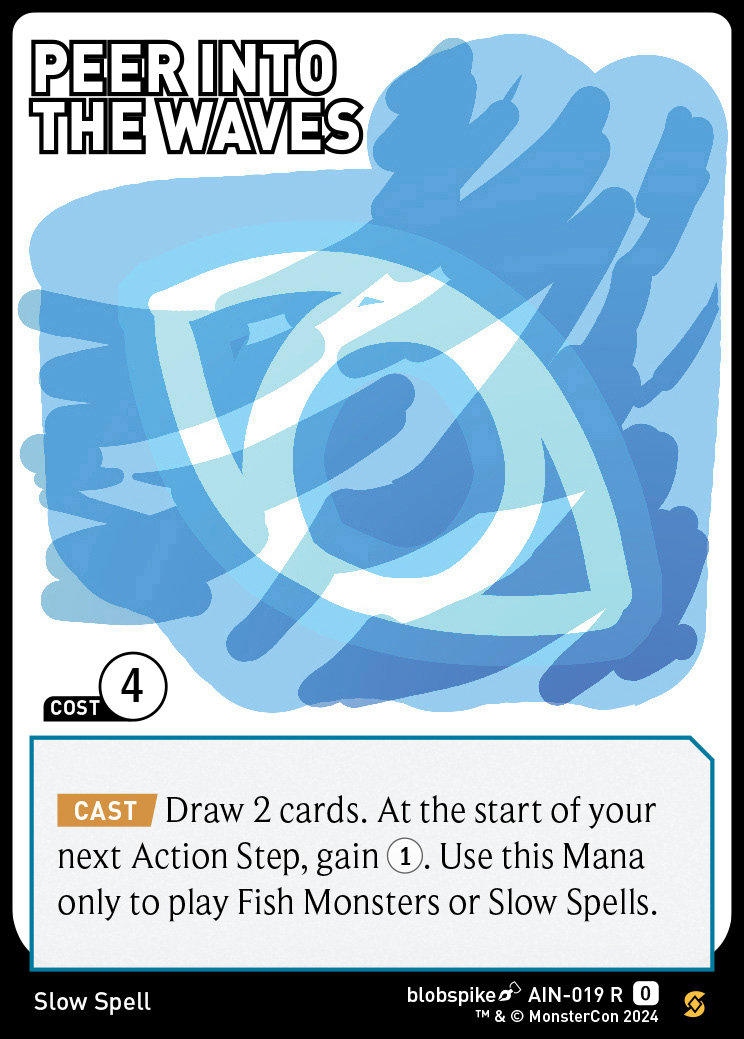 PEER INTO
THE WAVES
COST 4
CAST Draw 2 cards. At the start of your
next Action Step, gain 1. Use this Mana
only to play Fish Monsters or Slow Spells.
Slow Spell
blobspike AIN-019 R 0
™ & © MonsterCon 2024